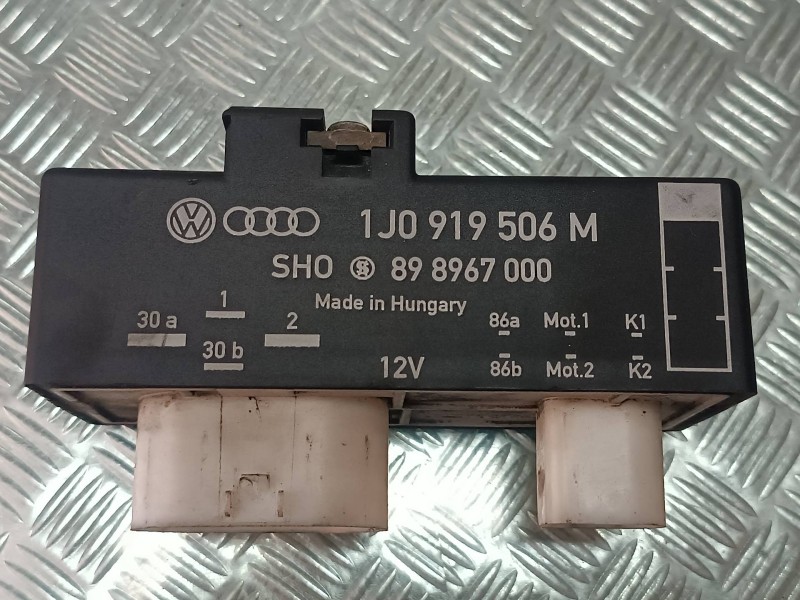 1J0 919 506 M
SHO 89 8967 000
Made in Hungary
30 a 1 2 86a Mot.1 K1
30 b 12V 86b Mot.2 K2